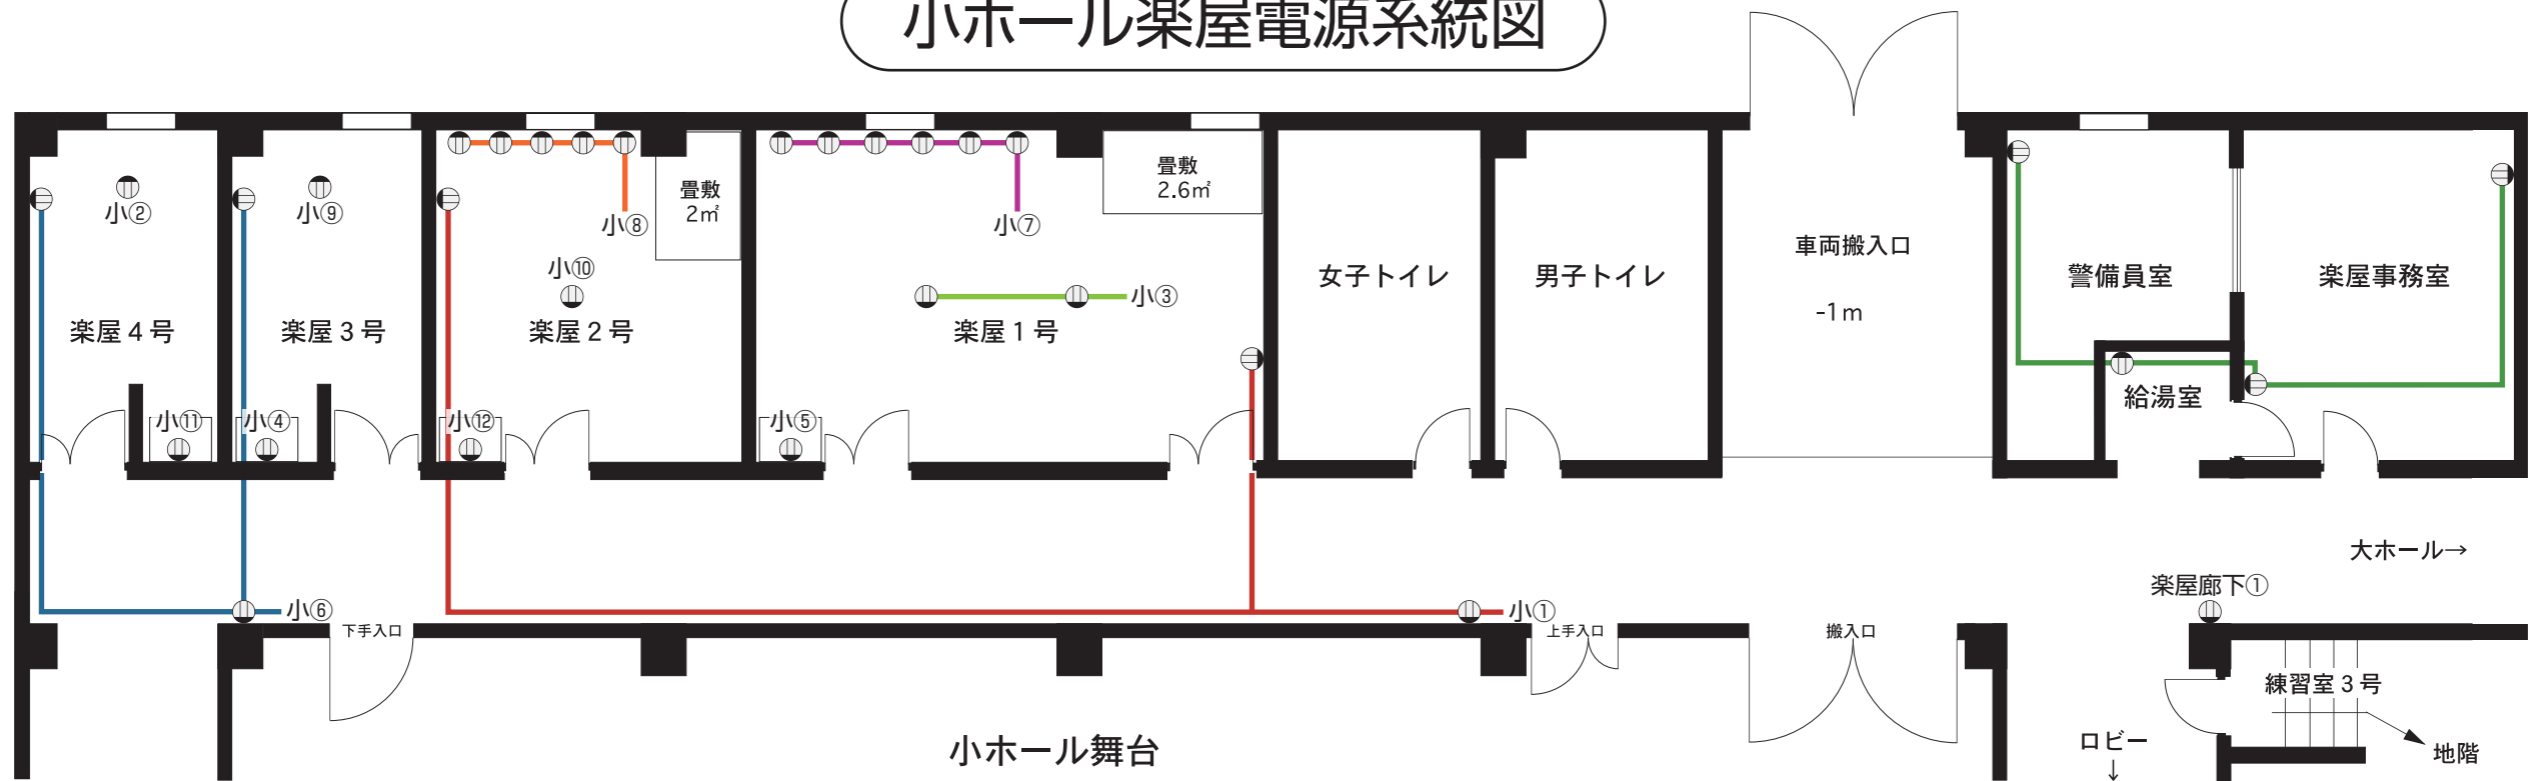 小ホール楽屋電源系統図
畳敷
2㎡
畳敷
2.6㎡
小②
小⑨
小⑧
小⑦
小⑩
小③
楽屋４号
楽屋３号
楽屋２号
楽屋１号
女子トイレ
男子トイレ
車両搬入口
-1m
警備員室
楽屋事務室
給湯室
小⑪
小④
小⑫
小⑤
大ホール→
楽屋廊下①
小⑥
小①
下手入口
上手入口
搬入口
練習室３号
小ホール舞台
ロビー
↓
地階